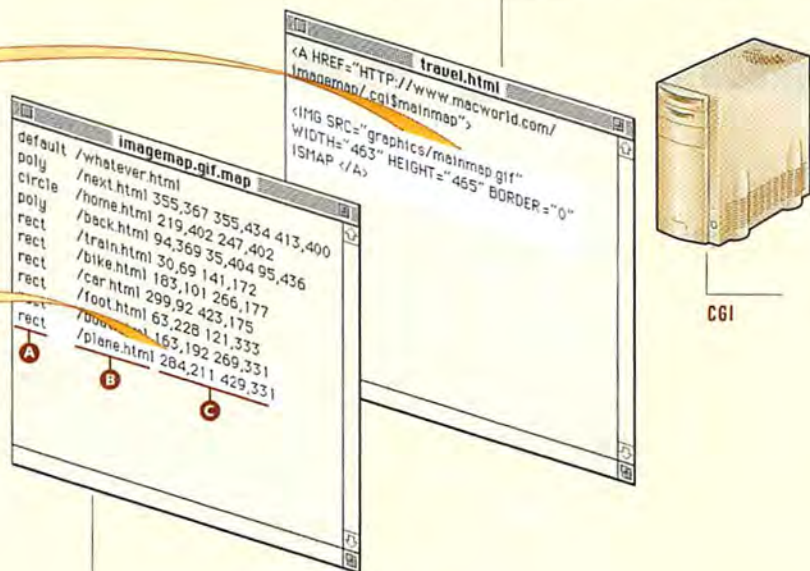 travel.html
<A HREF="HTTP://www.macworld.com/
imagemap/.cgi$mainmap">
<IMG SRC="graphics/mainmap.gif"
WIDTH="463" HEIGHT="465" BORDER="0"
ISMAP </A>
CGI
imagemap.gif.map
default /whatever.html
poly /next.html 355,367 355,434 413,400
circle /home.html 219,402 247,402
poly /back.html 94,369 35,404 95,436
rect /train.html 30,69 141,172
rect /bike.html 183,101 266,177
rect /car.html 299,92 423,175
rect /foot.html 63,228 121,333
163,192 269,331
rect /plane.html 284,211 429,331
A B C